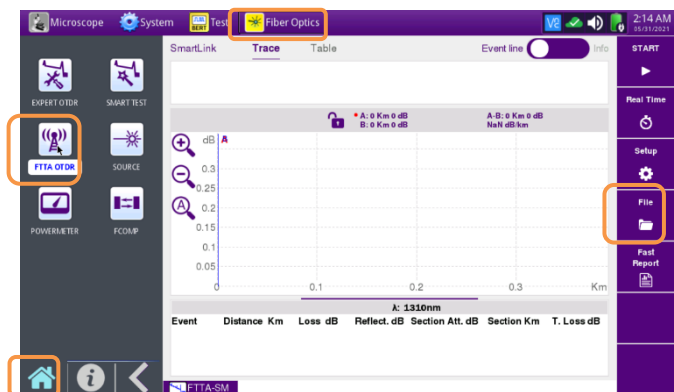 Microscope System BERT Test Fiber Optics 2:14 AM
05/31/2021
SmartLink Trace Table Event line Info START
EXPERT OTDR SMART TEST
A: 0 Km 0 dB A-B: 0 Km 0 dB
B: 0 Km 0 dB NaN dB/km
Real Time
dB A
FTTA OTDR SOURCE
Setup
0.3
0.25
File
A 0.2
POWERMETER FCOMP
0.15
0.1
Fast
Report
0.05
0 0.1 0.2 0.3 Km
λ: 1310nm
Event Distance Km Loss dB Reflect. dB Section Att. dB Section Km T. Loss dB
FTTA-SM